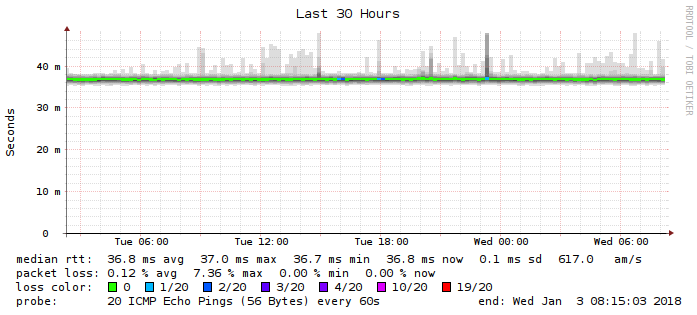 Last 30 Hours
RRDTOOL / TOBI OETIKER
Seconds
40 m
30 m
20 m
10 m
0
Tue 06:00 Tue 12:00 Tue 18:00 Wed 00:00 Wed 06:00
median rtt: 36.8 ms avg 37.0 ms max 36.7 ms min 36.8 ms now 0.1 ms sd 617.0 am/s
packet loss: 0.12 % avg 7.36 % max 0.00 % min 0.00 % now
loss color: 0 1/20 2/20 3/20 4/20 10/20 19/20
probe: 20 ICMP Echo Pings (56 Bytes) every 60s end: Wed Jan 3 08:15:03 2018